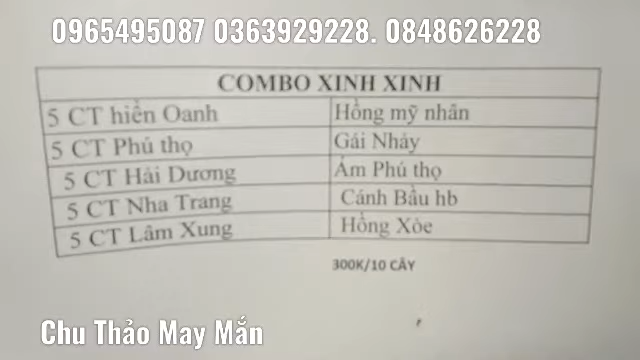 0965495087 0363929228. 0848626228
COMBO XINH XINH
5 CT hiền Oanh Hồng mỹ nhân
5 CT Phú thọ Gái Nhảy
5 CT Hải Dương Ám Phú thọ
5 CT Nha Trang Cánh Bầu hb
5 CT Lâm Xung Hồng Xòe
300K/10 CÂY
Chu Thảo May Mắn